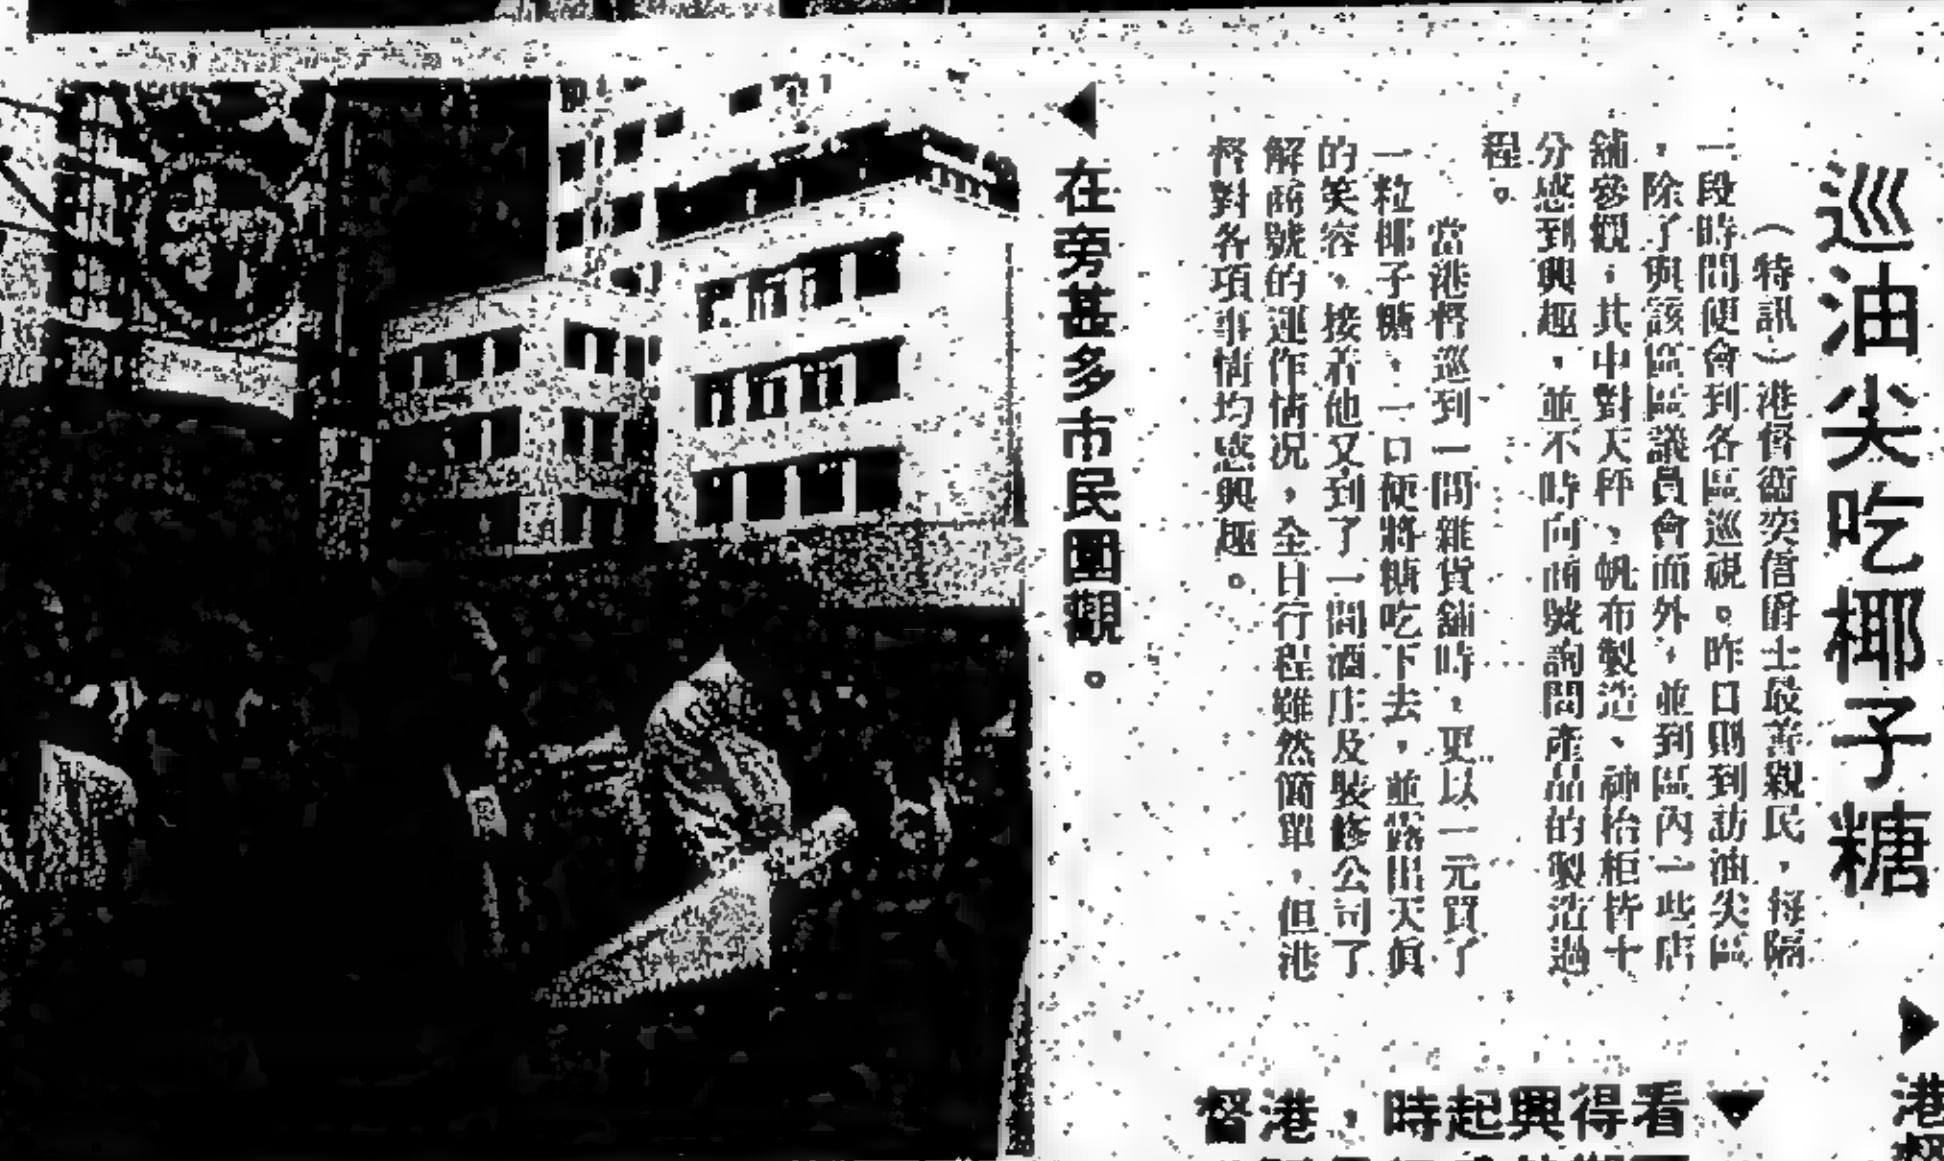 巡油尖吃椰子糖
（特訊）港督衞奕信爵士最善親民，每隔
一段時間便會到各區巡視。昨日則到訪油尖區
，除了與該區區議員會面外，並到區內一些店
舖參觀，其中對天秤、帆布製造、神枱柜皆十
分感到興趣，並不時向商號詢問產品的製造過
程。
當港督巡到一間雜貨舖時，更以一元買了
一粒椰子糖，一口便將糖吃下去，並露出天眞
的笑容，接着他又到了一間酒庄及裝修公司了
解商號的運作情況，全日行程雖然簡單，但港
督對各項事情均感興趣。
◀在旁甚多市民圍觀。
▼看得興起時，港督
▶港督